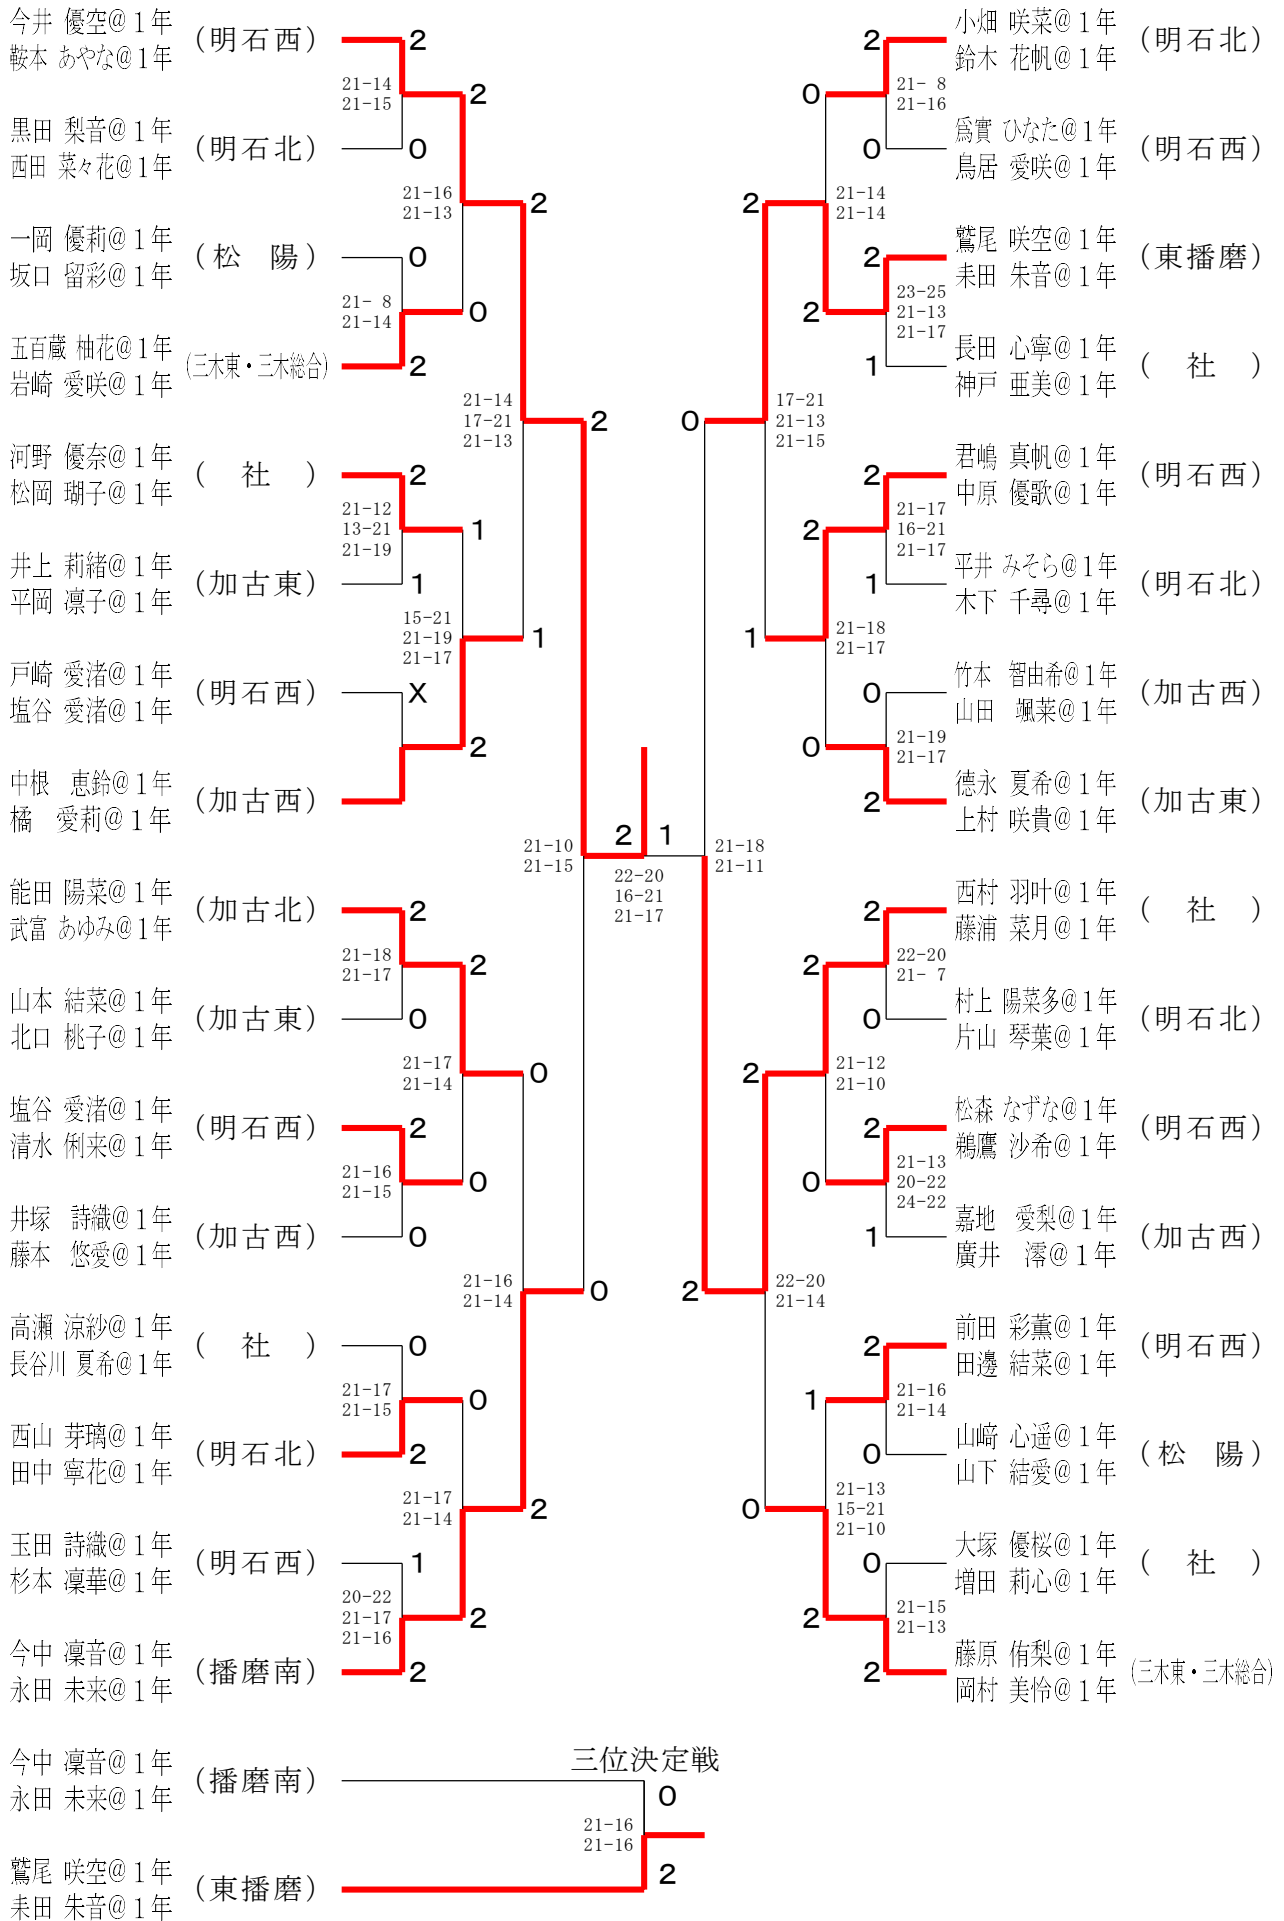 今井 優空@１年
鞍本 あやな@１年
(明石西)
2
21-14
21-15
2
黒田 梨音@１年
西田 菜々花@１年
(明石北)
0
21-16
21-13
2
一岡 優莉@１年
坂口 留彩@１年
(松　陽)
0
21- 8
21-14
0
五百蔵 柚花@１年
岩崎 愛咲@１年
(三木東・三木総合)
2
21-14
17-21
21-13
2
河野 優奈@１年
松岡 瑚子@１年
(　社　)
2
21-12
13-21
21-19
1
井上 莉緒@１年
平岡 凛子@１年
(加古東)
1
15-21
21-19
21-17
1
戸崎 愛渚@１年
塩谷 愛渚@１年
(明石西)
X
2
中根　恵鈴@１年
橘　愛莉@１年
(加古西)
21-10
21-15
能田 陽菜@１年
武富 あゆみ@１年
(加古北)
2
21-18
21-17
2
山本 結菜@１年
北口 桃子@１年
(加古東)
0
21-17
21-14
0
塩谷 愛渚@１年
清水 俐来@１年
(明石西)
2
21-16
21-15
0
井塚　詩織@１年
藤本　悠愛@１年
(加古西)
0
21-16
21-14
0
高瀬 涼紗@１年
長谷川 夏希@１年
(　社　)
0
21-17
21-15
0
西山 芽璃@１年
田中 寧花@１年
(明石北)
2
21-17
21-14
2
玉田 詩織@１年
杉本 凜華@１年
(明石西)
1
20-22
21-17
21-16
2
今中 凜音@１年
永田 未来@１年
(播磨南)
2
2
1
22-20
16-21
21-17
小畑 咲菜@１年
鈴木 花帆@１年
(明石北)
2
21- 8
21-16
0
爲實 ひなた@１年
鳥居 愛咲@１年
(明石西)
0
21-14
21-14
2
鷲尾 咲空@１年
耒田 朱音@１年
(東播磨)
2
23-25
21-13
21-17
2
長田 心寧@１年
神戸 亜美@１年
(　社　)
1
17-21
21-13
21-15
0
君嶋 真帆@１年
中原 優歌@１年
(明石西)
2
21-17
16-21
21-17
2
平井 みそら@１年
木下 千尋@１年
(明石北)
1
21-18
21-17
1
竹本　智由希@１年
山田　颯茉@１年
(加古西)
0
21-19
21-17
0
德永 夏希@１年
上村 咲貴@１年
(加古東)
2
21-18
21-11
西村 羽叶@１年
藤浦 菜月@１年
(　社　)
2
22-20
21- 7
2
村上 陽菜多@１年
片山 琴葉@１年
(明石北)
0
21-12
21-10
2
松森 なずな@１年
鵜鷹 沙希@１年
(明石西)
2
21-13
20-22
24-22
0
嘉地　愛梨@１年
廣井　澪@１年
(加古西)
1
22-20
21-14
2
前田 彩薫@１年
田邊 結菜@１年
(明石西)
2
21-16
21-14
1
山﨑 心遥@１年
山下 結愛@１年
(松　陽)
0
21-13
15-21
21-10
0
大塚 優桜@１年
増田 莉心@１年
(　社　)
0
21-15
21-13
2
藤原 侑梨@１年
岡村 美怜@１年
(三木東・三木総合)
2
三位決定戦
今中 凜音@１年
永田 未来@１年
(播磨南)
0
21-16
21-16
鷲尾 咲空@１年
耒田 朱音@１年
(東播磨)
2